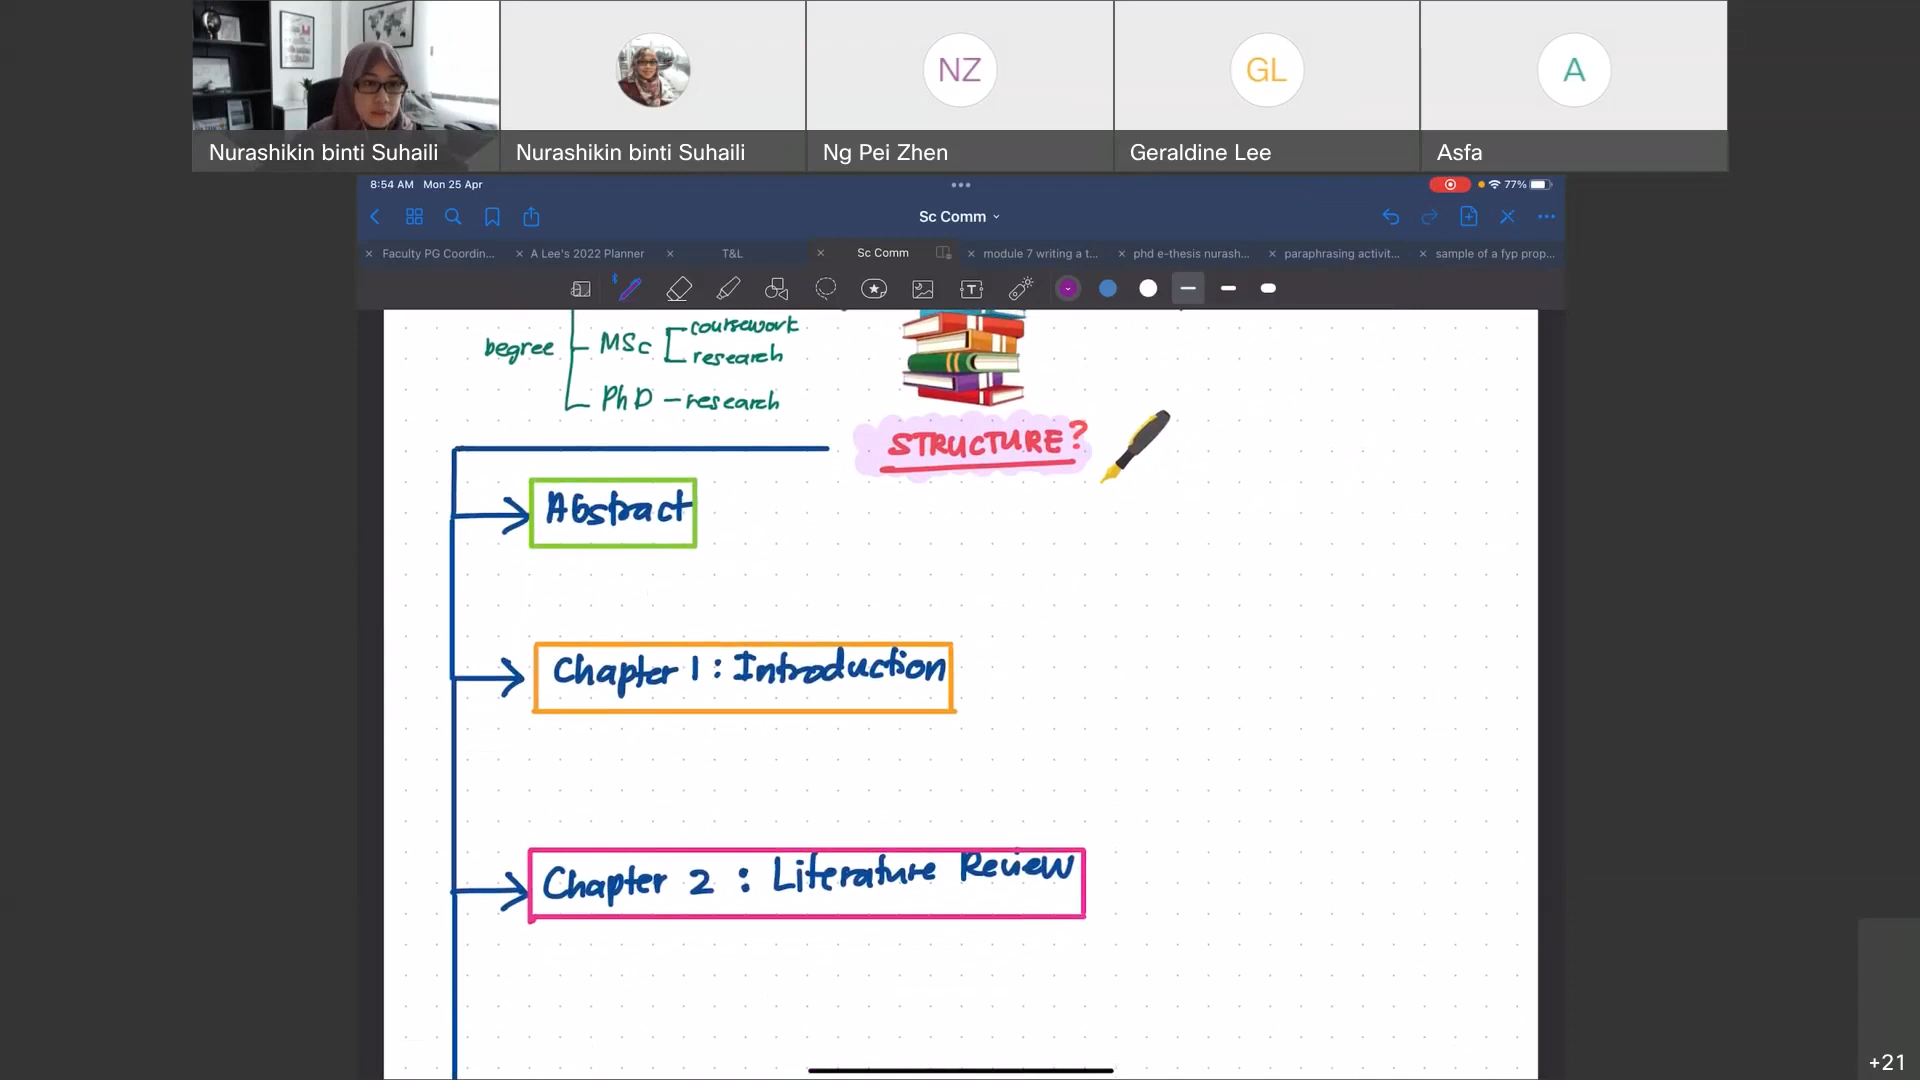 NZ
GL
A
Nurashikin binti Suhaili
Nurashikin binti Suhaili
Ng Pei Zhen
Geraldine Lee
Asfa
8:54 AM Mon 25 Apr
77%
Sc Comm
Faculty PG Coordin...
A Lee's 2022 Planner
T&L
Sc Comm
module 7 writing a t...
phd e-thesis nurash...
paraphrasing activit...
sample of a fyp prop...
coursework
Degree MSc
research
PhD – research
STRUCTURE?
Abstract
Chapter 1 : Introduction
Chapter 2 : Literature Review
+21